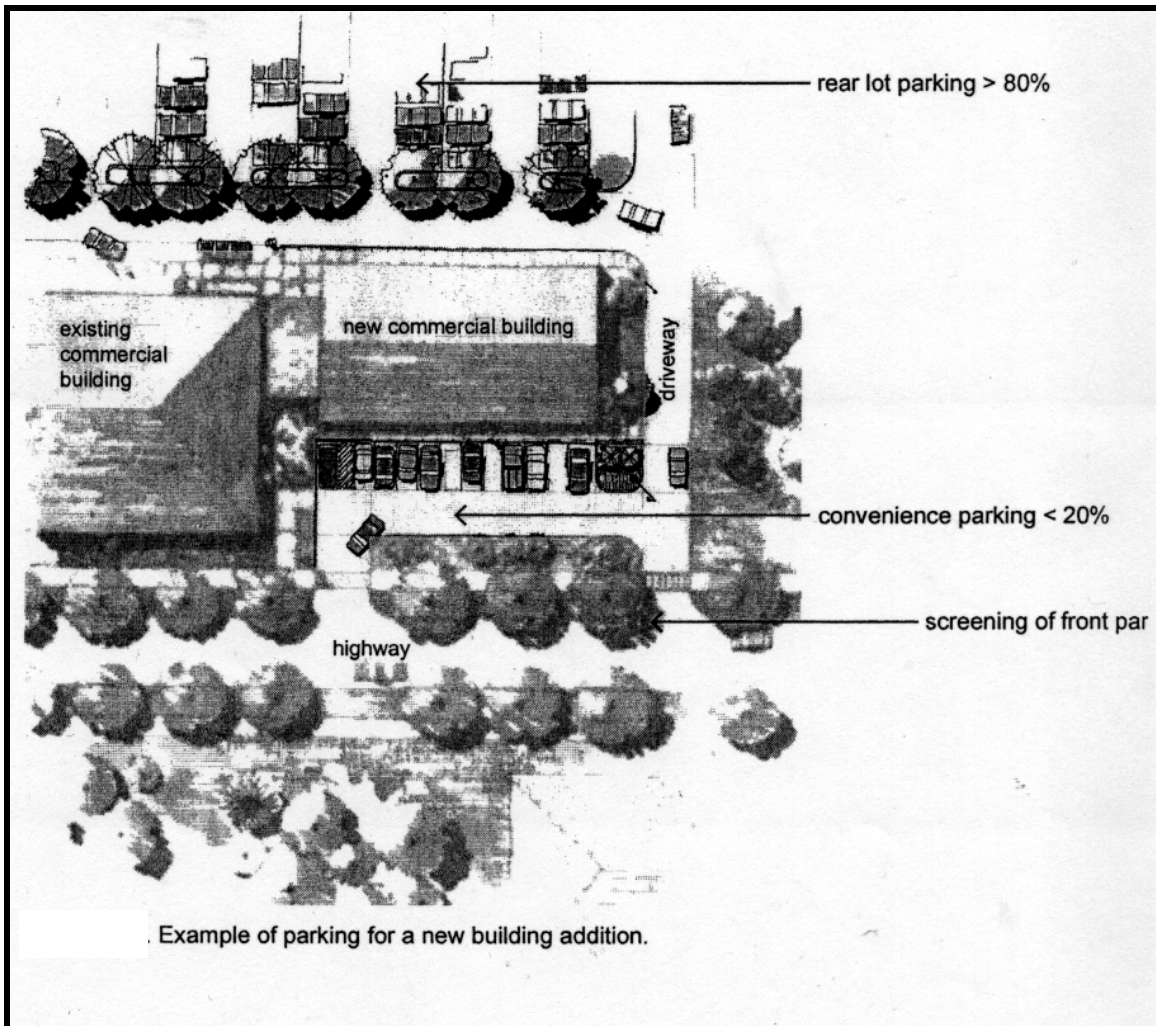 rear lot parking > 80%
existing
commercial
building
new commercial building
driveway
convenience parking < 20%
screening of front par
highway
. Example of parking for a new building addition.